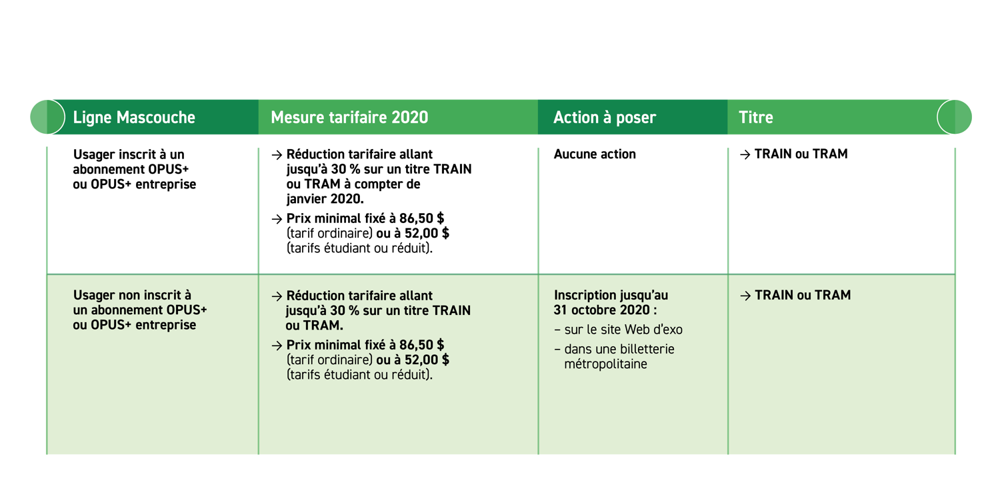 Ligne Mascouche
Mesure tarifaire 2020
Action à poser
Titre
Usager inscrit à un
abonnement OPUS+
ou OPUS+ entreprise
→ Réduction tarifaire allant
jusqu’à 30 % sur un titre TRAIN
ou TRAM à compter de
janvier 2020.
→ Prix minimal fixé à 86,50 $
(tarif ordinaire) ou à 52,00 $
(tarifs étudiant ou réduit).
Aucune action
→ TRAIN ou TRAM
Usager non inscrit à
un abonnement OPUS+
ou OPUS+ entreprise
→ Réduction tarifaire allant
jusqu’à 30 % sur un titre TRAIN
ou TRAM.
→ Prix minimal fixé à 86,50 $
(tarif ordinaire) ou à 52,00 $
(tarifs étudiant ou réduit).
Inscription jusqu’au
31 octobre 2020 :
– sur le site Web d’exo
– dans une billetterie
métropolitaine
→ TRAIN ou TRAM